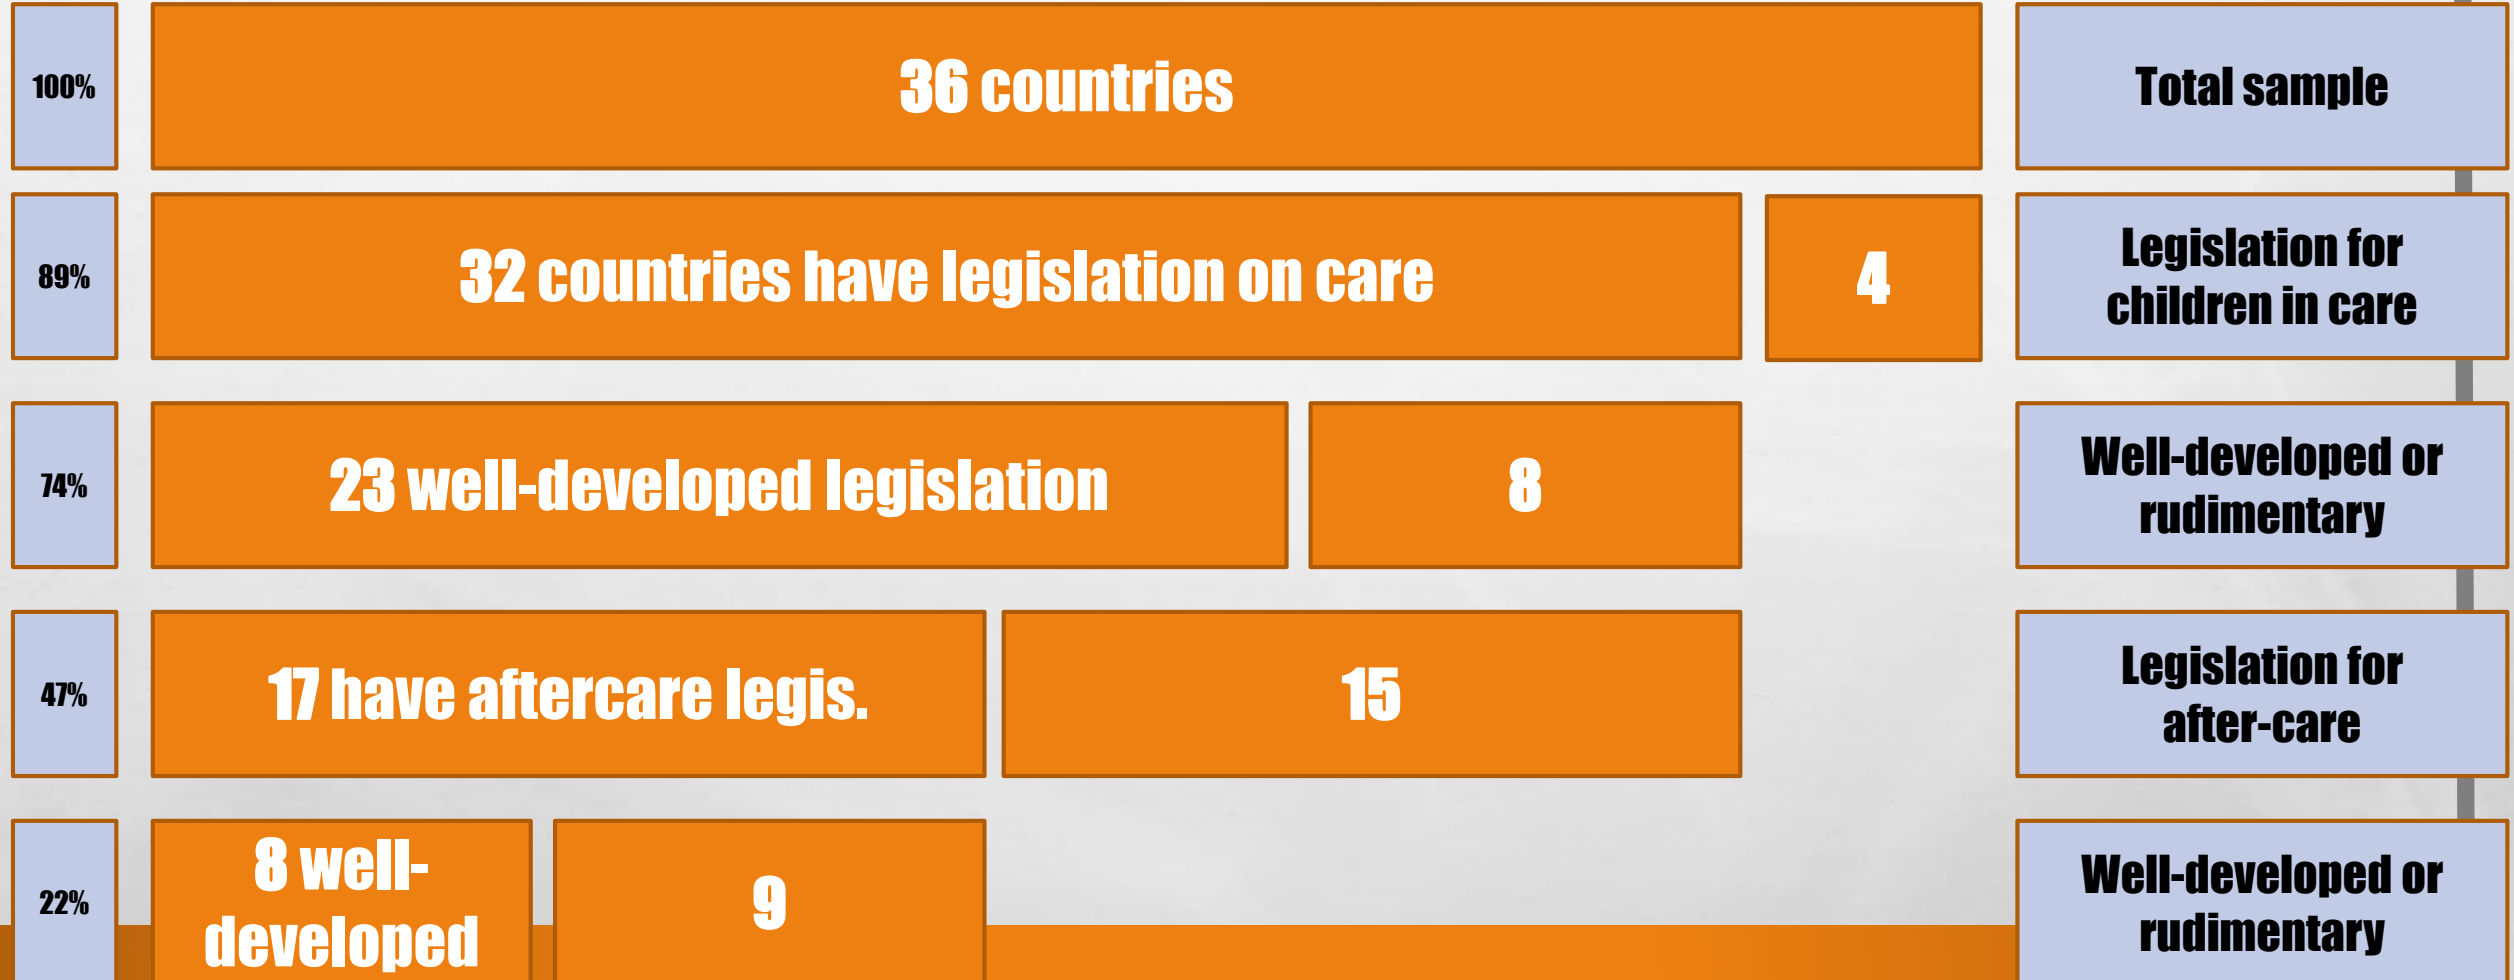 100%
36 countries
Total sample
89%
32 countries have legislation on care
4
Legislation for
children in care
74%
23 well-developed legislation
8
Well-developed or
rudimentary
47%
17 have aftercare legis.
15
Legislation for
after-care
22%
8 well-
developed
9
Well-developed or
rudimentary